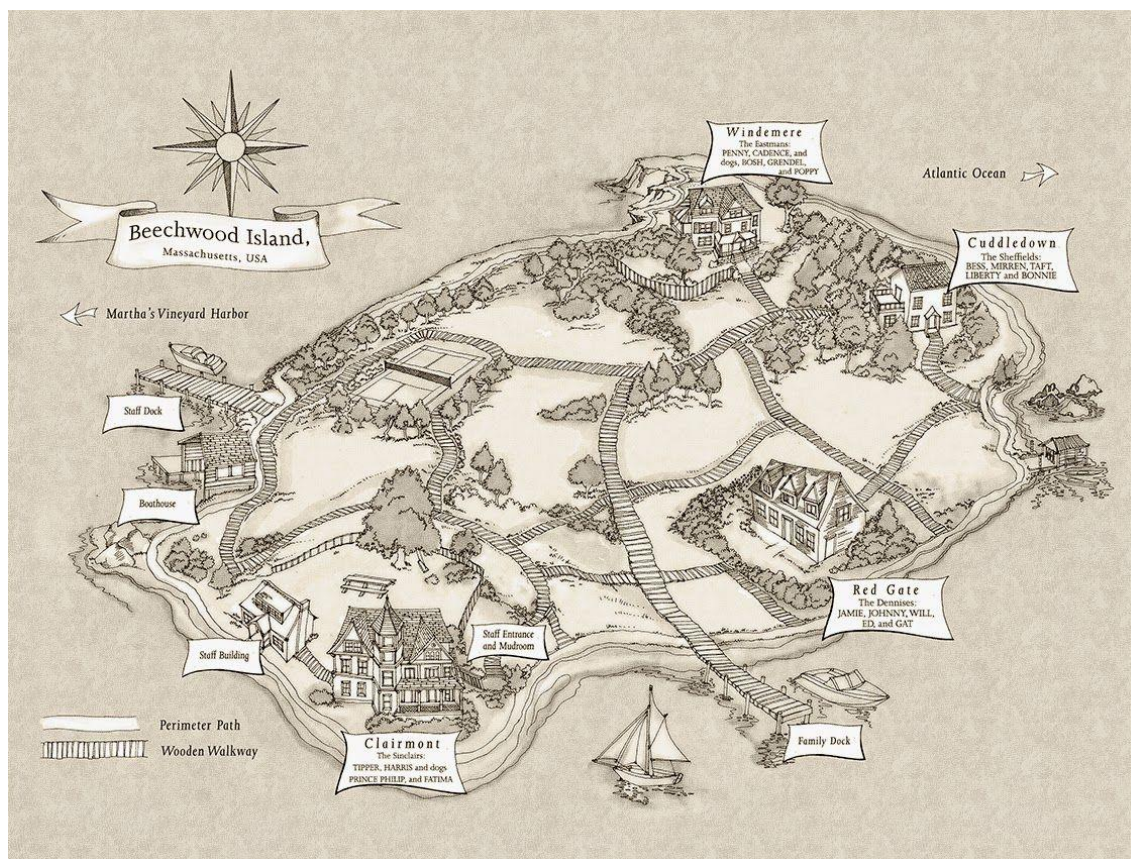 Windemere
The Eastmans:
PENNY, CADENCE, and
dogs, BOSH, GRENDEL,
and POPPY
Atlantic Ocean
Beechwood Island,
Massachusetts, USA
Cuddledown
The Sheffields:
BESS, MIRREN, TAFT,
LIBERTY and BONNIE
Martha's Vineyard Harbor
Staff Dock
Boathouse
Red Gate
The Dennises:
JAMIE, JOHNNY, WILL,
ED, and GAT
Staff Building
Staff Entrance
and Mudroom
Perimeter Path
Wooden Walkway
Clairmont
The Sinclairs:
TIPPER, HARRIS and dogs
PRINCE PHILIP, and FATIMA
Family Dock